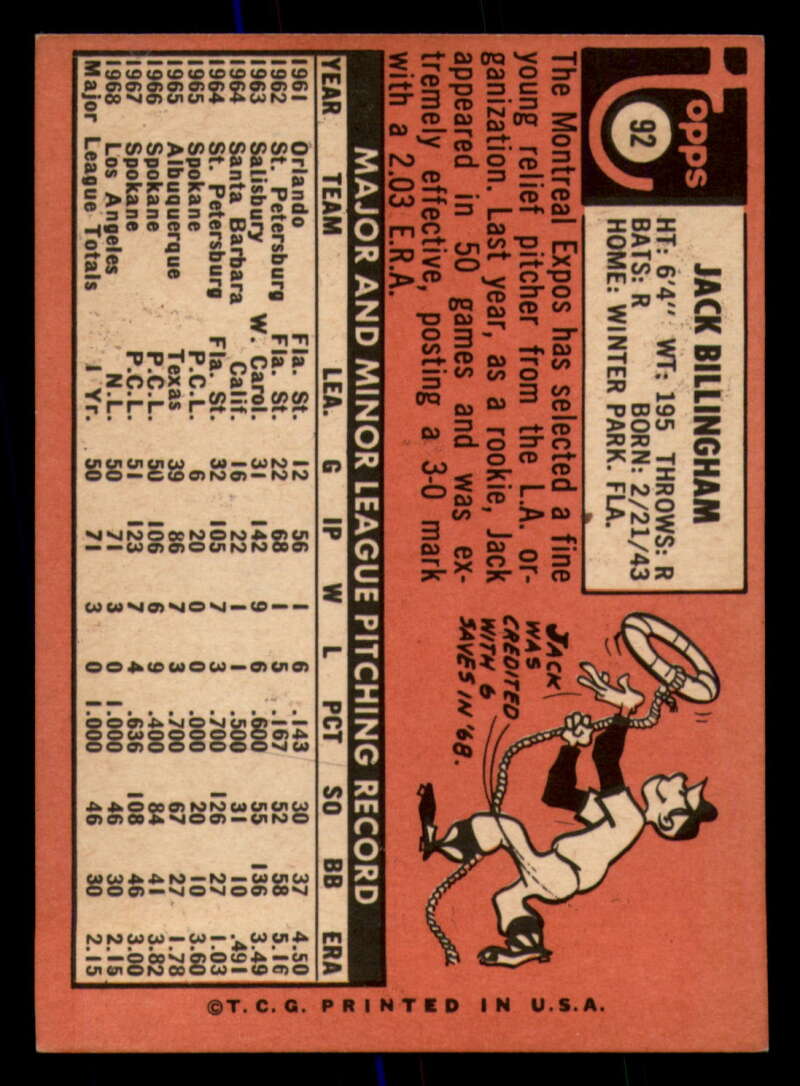 Topps
92
JACK BILLINGHAM
HT: 6'4" WT: 195 THROWS: R
BATS: R BORN: 2/21/43
HOME: WINTER PARK. FLA.
The Montreal Expos has selected a fine
young relief pitcher from the L.A. or-
ganization. Last year, as a rookie, Jack
appeared in 50 games and was ex-
tremely effective, posting a 3-0 mark
with a 2.03 E.R.A.
JACK
WAS
CREDITED
WITH 6
SAVES IN '68.
MAJOR AND MINOR LEAGUE PITCHING RECORD
YEAR TEAM LEA. G IP W L PCT SO BB ERA
1961 Orlando Fla. St. 12 56 1 6 .143 30 37 4.50
1962 St. Petersburg Fla. St. 22 68 1 5 .167 52 58 5.16
1963 Salisbury W. Carol. 31 142 9 6 .600 55 136 3.49
1964 Santa Barbara Calif. 16 22 1 1 .500 31 10 .491
1964 St. Petersburg Fla. St. 32 105 7 3 .700 126 27 1.03
1965 Spokane P.C.L. 6 20 0 0 .000 20 10 3.60
1965 Albuquerque Texas 39 86 7 3 .700 67 27 1.78
1966 Spokane P.C.L. 50 106 6 9 .400 84 41 3.82
1967 Spokane P.C.L. 51 123 7 4 .636 108 46 3.00
1968 Los Angeles N.L. 50 71 3 0 1.000 46 30 2.15
Major League Totals 1 Yr. 50 71 3 0 1.000 46 30 2.15
©T.C.G. PRINTED IN U.S.A.